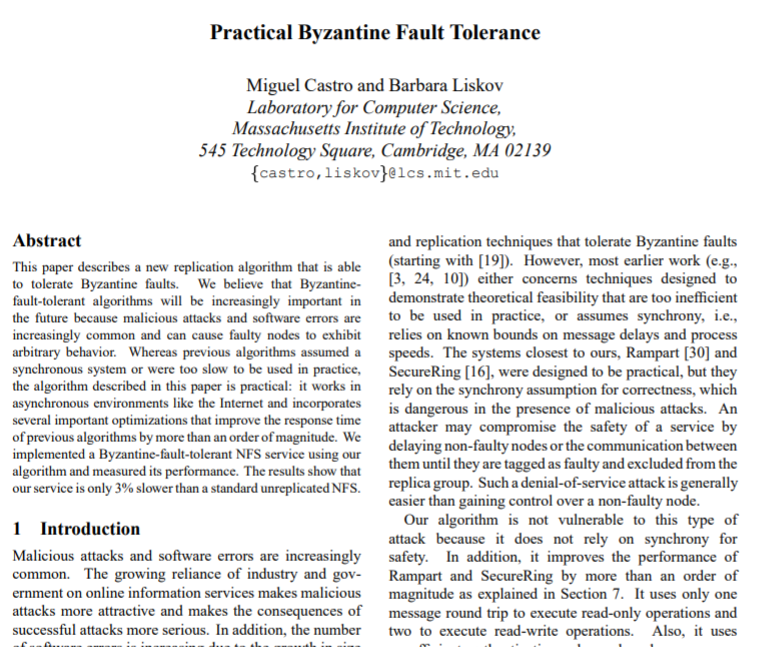 Practical Byzantine Fault Tolerance
Miguel Castro and Barbara Liskov
Laboratory for Computer Science,
Massachusetts Institute of Technology,
545 Technology Square, Cambridge, MA 02139
{castro,liskov}@lcs.mit.edu
Abstract
This paper describes a new replication algorithm that is able
to tolerate Byzantine faults. We believe that Byzantine-
fault-tolerant algorithms will be increasingly important in
the future because malicious attacks and software errors are
increasingly common and can cause faulty nodes to exhibit
arbitrary behavior. Whereas previous algorithms assumed a
synchronous system or were too slow to be used in practice,
the algorithm described in this paper is practical: it works in
asynchronous environments like the Internet and incorporates
several important optimizations that improve the response time
of previous algorithms by more than an order of magnitude. We
implemented a Byzantine-fault-tolerant NFS service using our
algorithm and measured its performance. The results show that
our service is only 3% slower than a standard unreplicated NFS.
1 Introduction
Malicious attacks and software errors are increasingly
common. The growing reliance of industry and gov-
ernment on online information services makes malicious
attacks more attractive and makes the consequences of
successful attacks more serious. In addition, the number
and replication techniques that tolerate Byzantine faults
(starting with [19]). However, most earlier work (e.g.,
[3, 24, 10]) either concerns techniques designed to
demonstrate theoretical feasibility that are too inefficient
to be used in practice, or assumes synchrony, i.e.,
relies on known bounds on message delays and process
speeds. The systems closest to ours, Rampart [30] and
SecureRing [16], were designed to be practical, but they
rely on the synchrony assumption for correctness, which
is dangerous in the presence of malicious attacks. An
attacker may compromise the safety of a service by
delaying non-faulty nodes or the communication between
them until they are tagged as faulty and excluded from the
replica group. Such a denial-of-service attack is generally
easier than gaining control over a non-faulty node.
Our algorithm is not vulnerable to this type of
attack because it does not rely on synchrony for
safety. In addition, it improves the performance of
Rampart and SecureRing by more than an order of
magnitude as explained in Section 7. It uses only one
message round trip to execute read-only operations and
two to execute read-write operations. Also, it uses